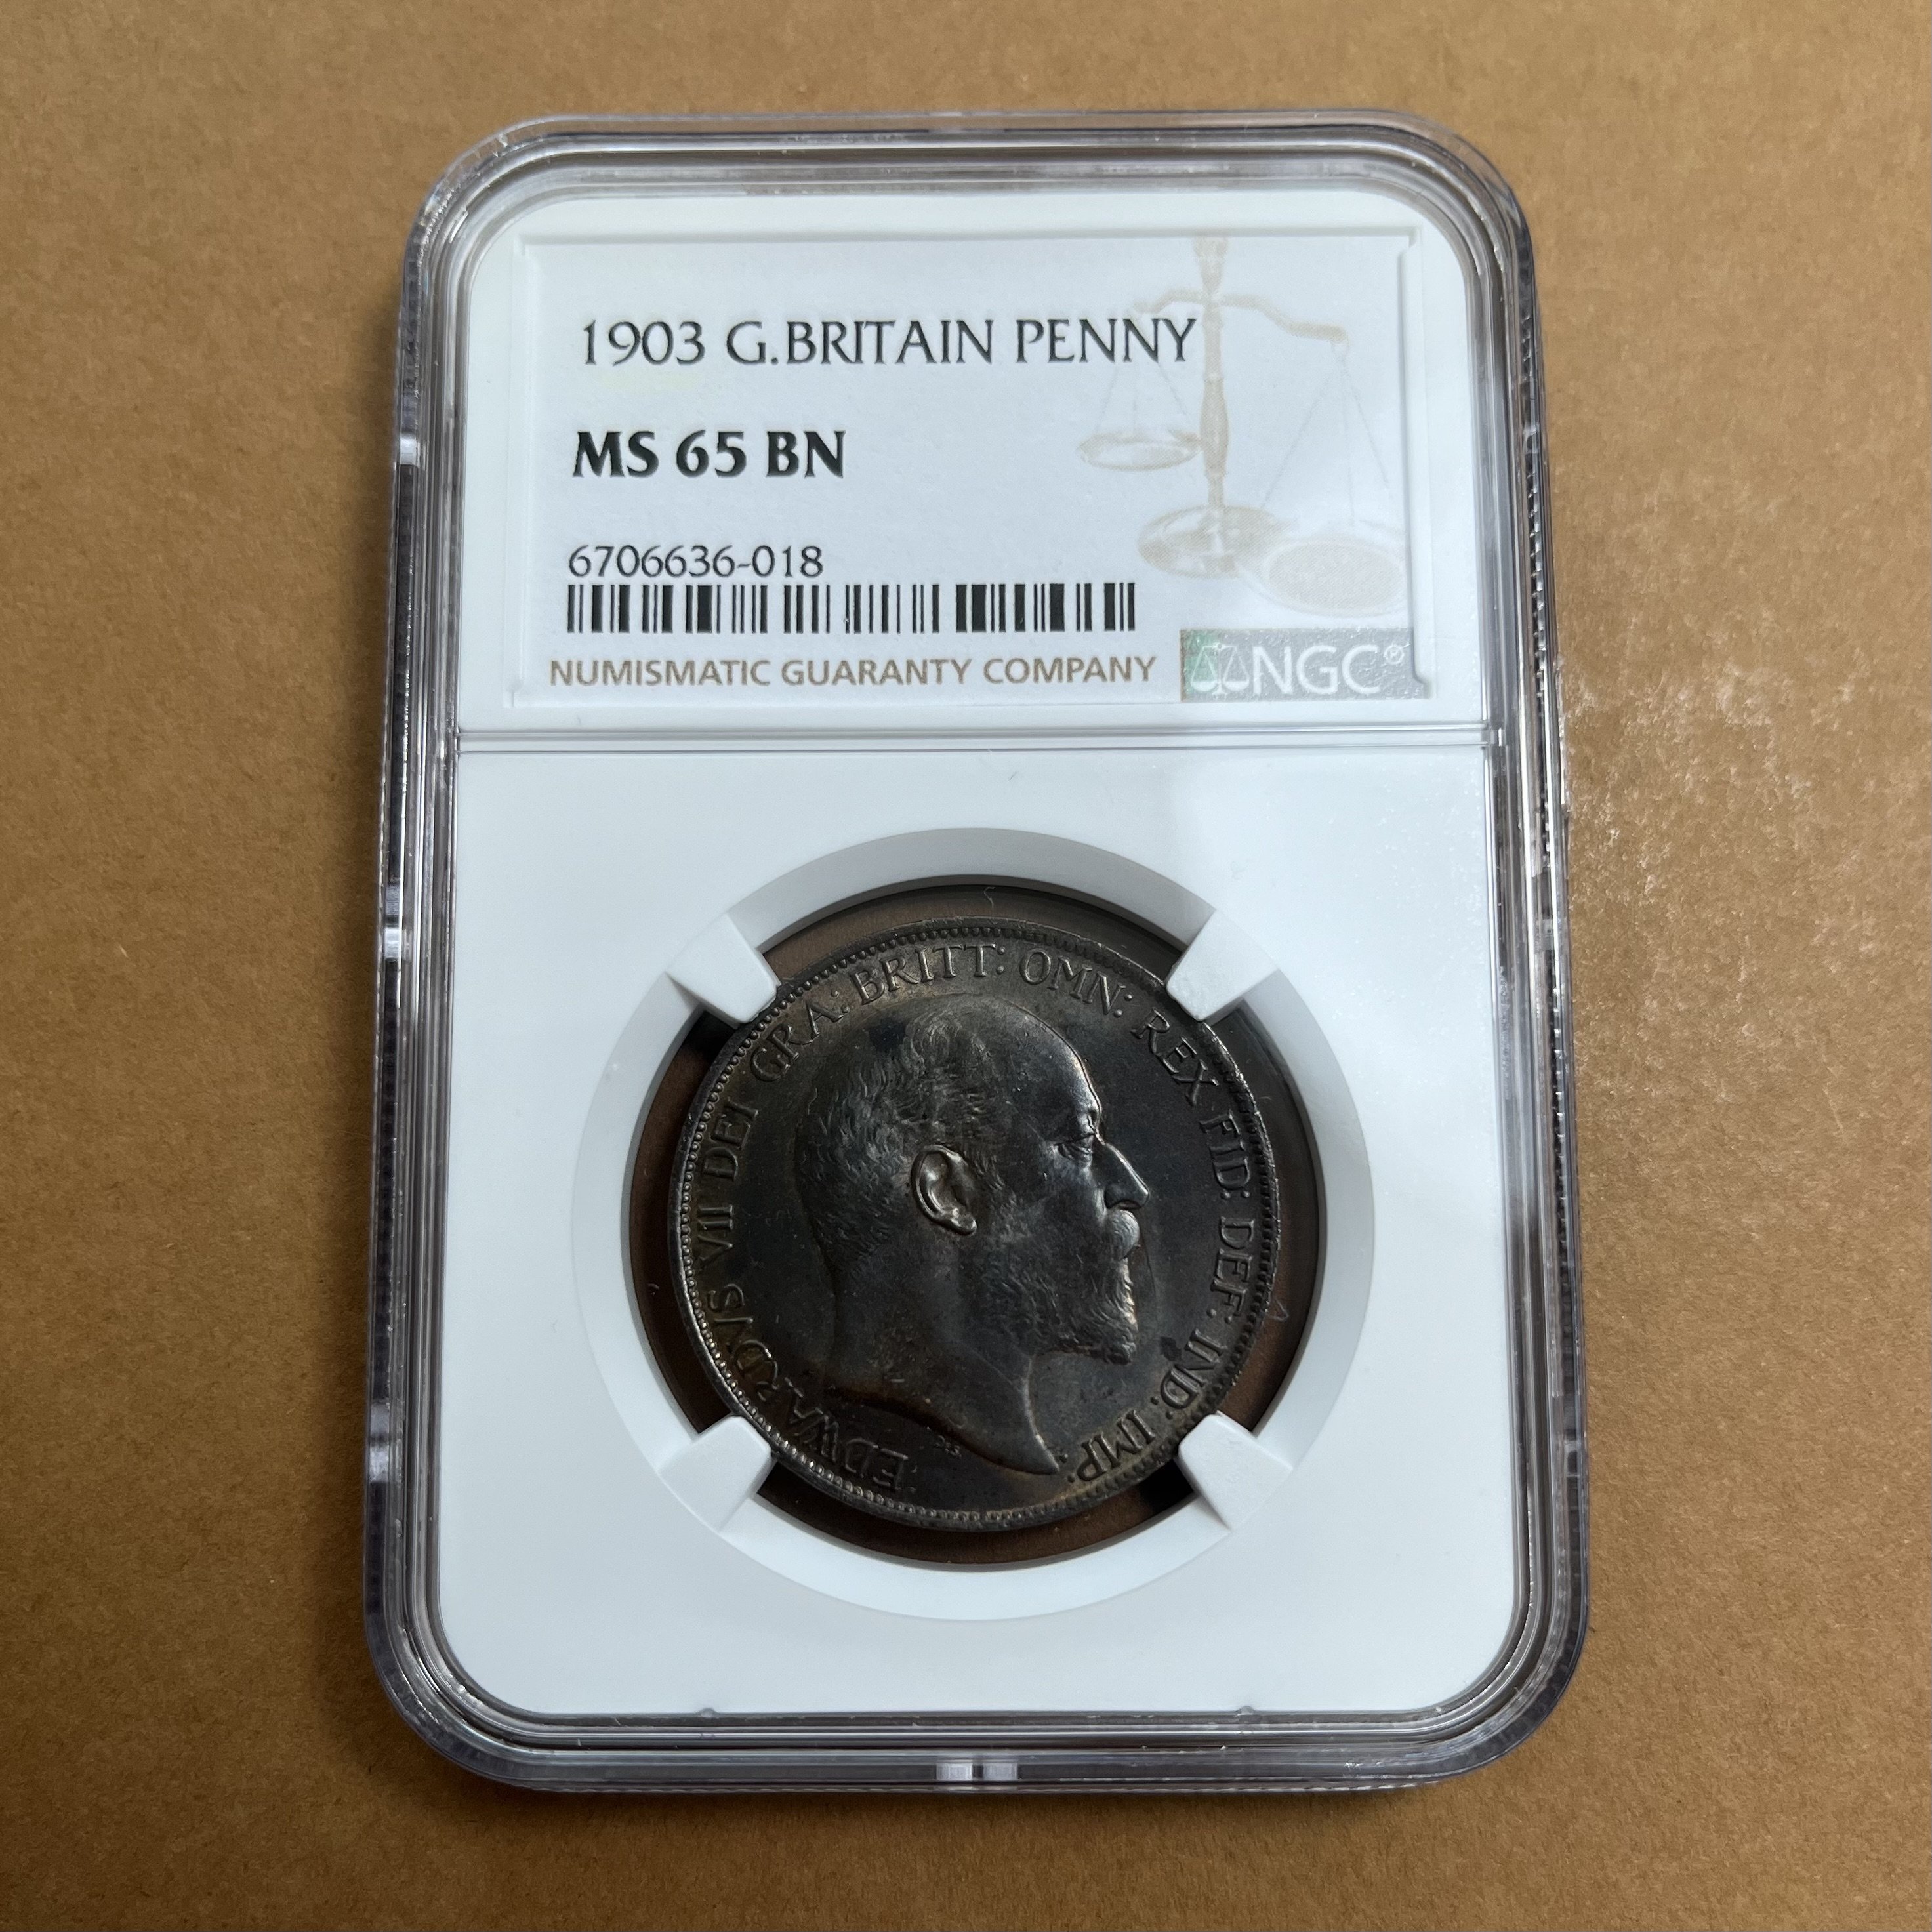 1903 G.BRITAIN PENNY
MS 65 BN
6706636-018
NUMISMATIC GUARANTY COMPANY
NGC®
EDWARDVS VII DEI GRA: BRITT: OMN: REX FID: DEF: IND: IMP: